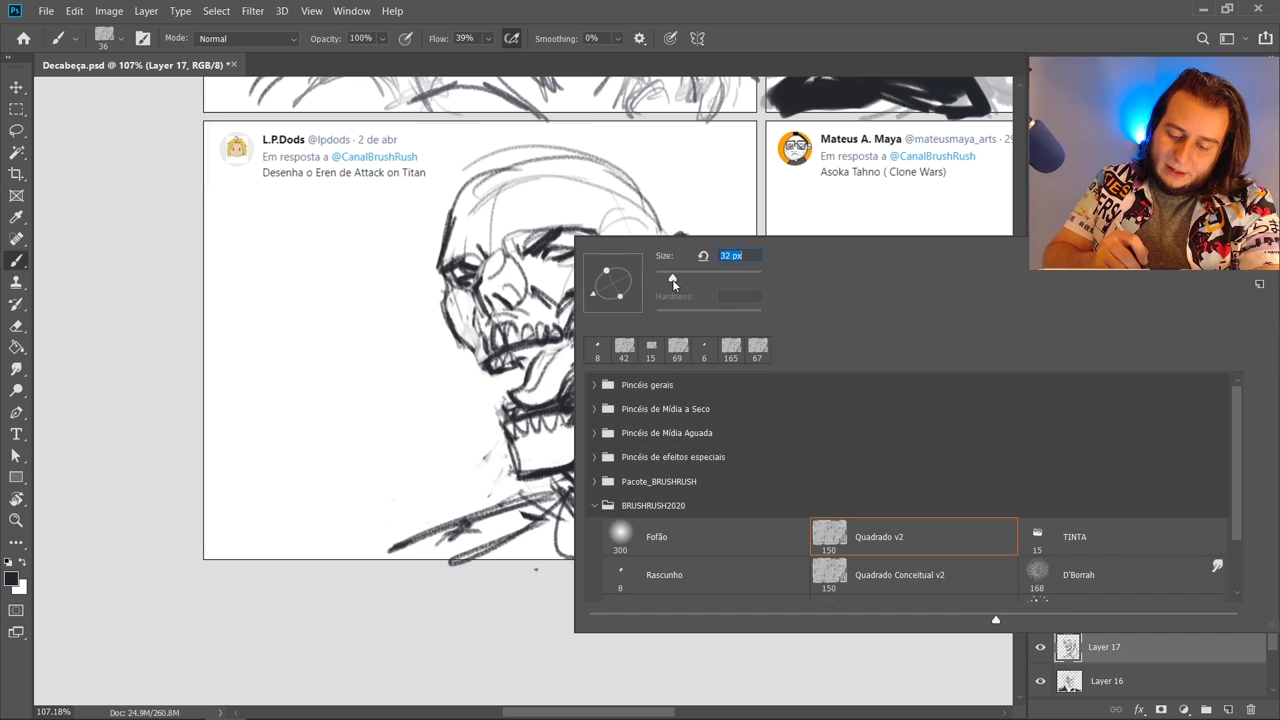 Ps File Edit Image Layer Type Select Filter 3D View Window Help
36 Mode: Normal Opacity: 100% Flow: 39% Smoothing: 0%
Decabeça.psd @ 107% (Layer 17, RGB/8) *
L.P.Dods @lpdods · 2 de abr
Em resposta a @CanalBrushRush
Desenha o Eren de Attack on Titan
Mateus A. Maya @mateusmaya_arts · 29
Em resposta a @CanalBrushRush
Asoka Tahno ( Clone Wars)
Size: 32 px
Hardness:
8 42 15 69 6 165 67
Pincéis gerais
Pincéis de Mídia a Seco
Pincéis de Mídia Aguada
Pincéis de efeitos especiais
Pacote_BRUSHRUSH
BRUSHRUSH2020
Fofão Quadrado v2 TINTA
300 150 15
Rascunho Quadrado Conceitual v2 D'Borrah
8 150 168
Layer 17
Layer 16
107.18% Doc: 24.9M/260.8M